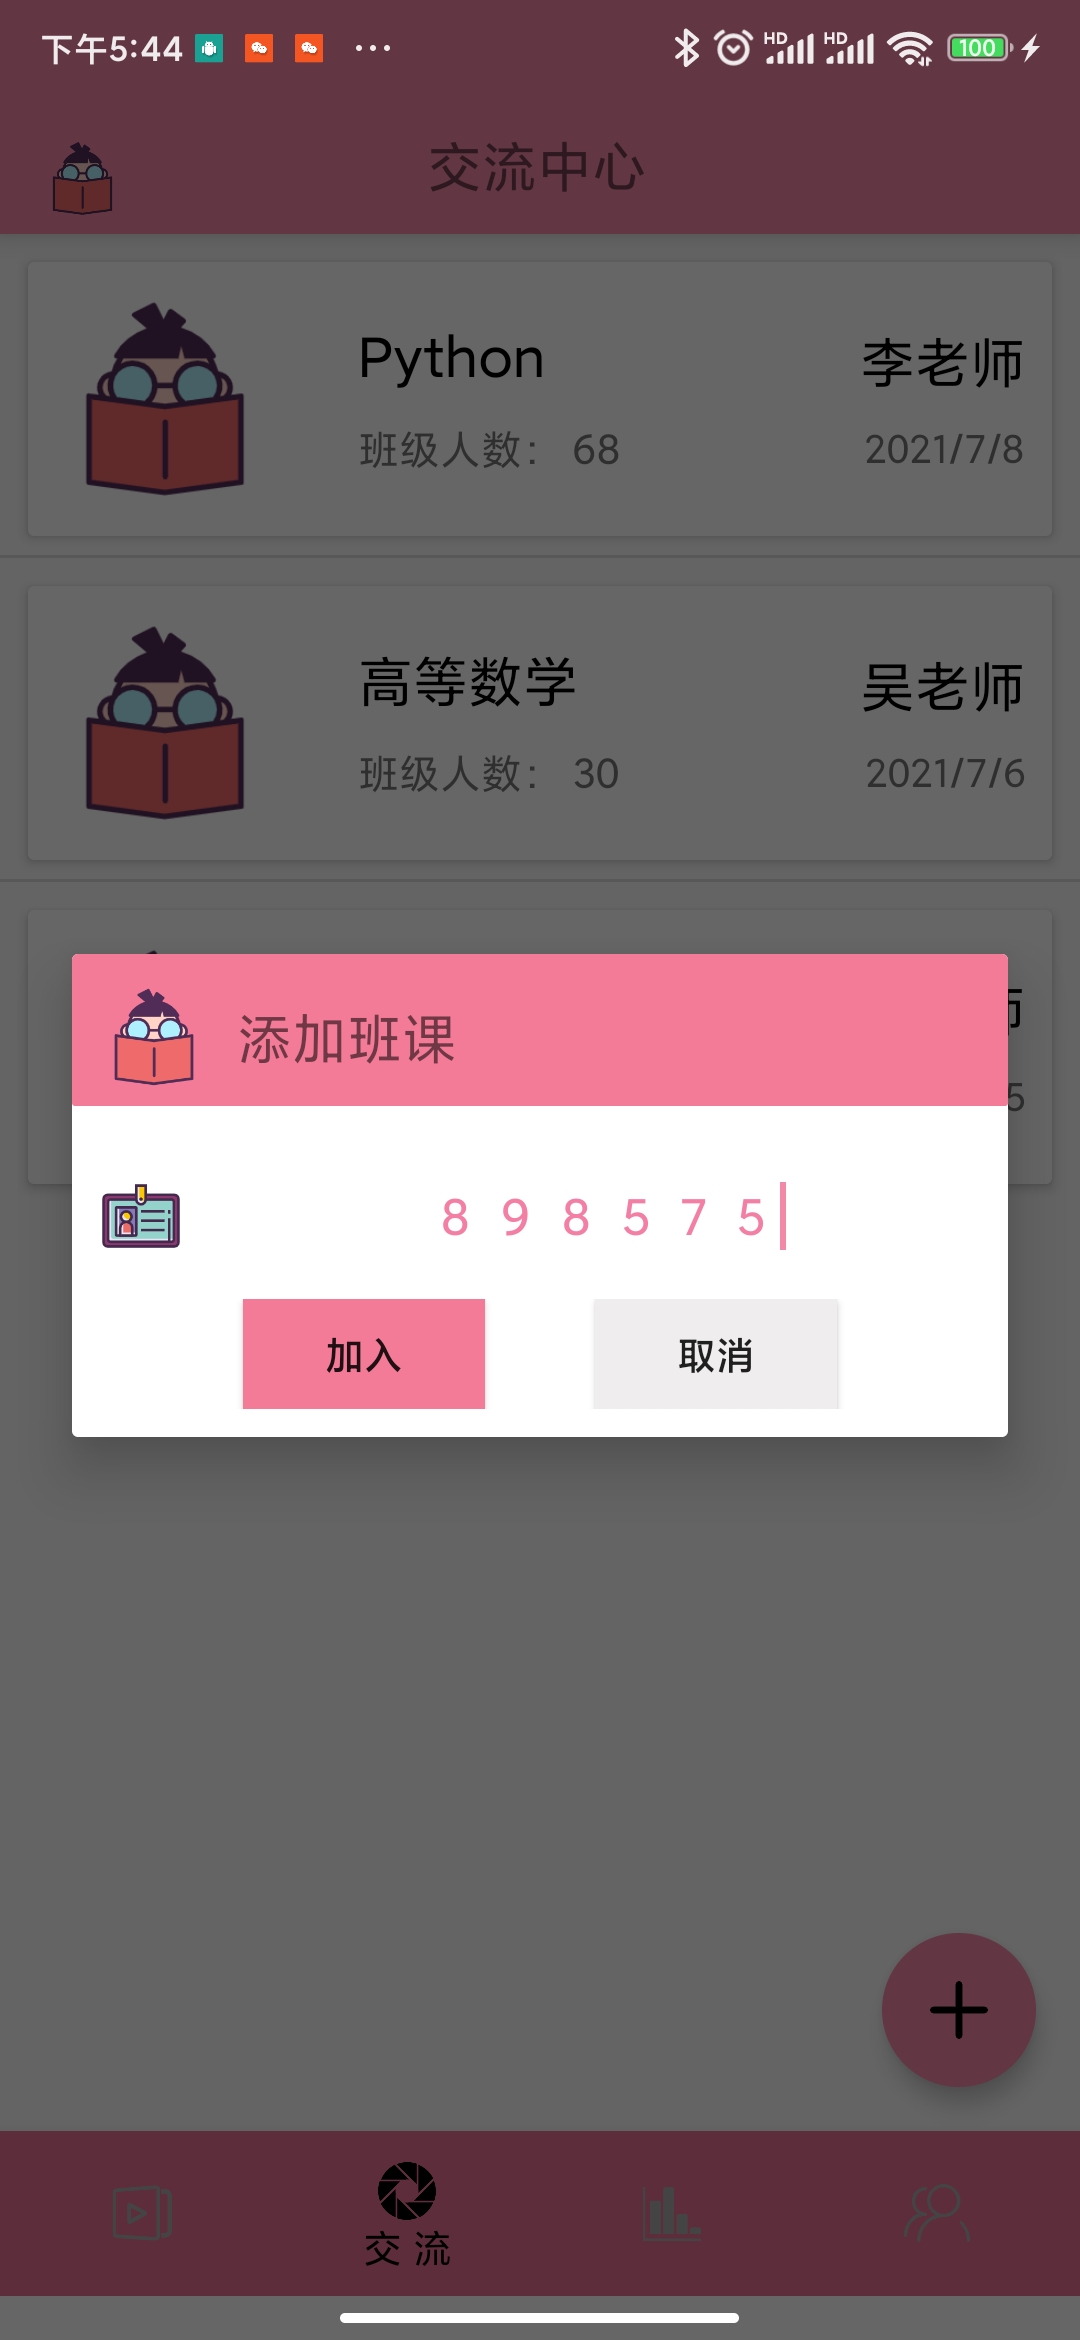 下午5:44 HD HD 100
交流中心
Python 李老师
班级人数： 68 2021/7/8
高等数学 吴老师
班级人数： 30 2021/7/6
师
添加班课
5
8 9 8 5 7 5
加入 取消
交 流